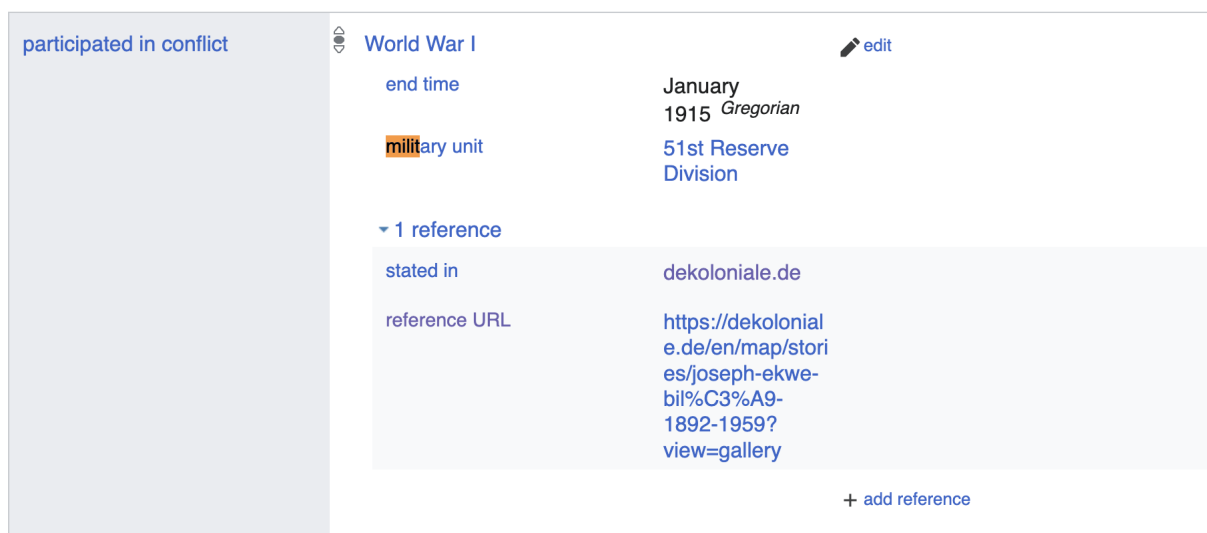 participated in conflict
World War I
edit
end time
January
1915 Gregorian
military unit
51st Reserve
Division
1 reference
stated in
dekoloniale.de
reference URL
https://dekolonial
e.de/en/map/stori
es/joseph-ekwe-
bil%C3%A9-
1892-1959?
view=gallery
+ add reference